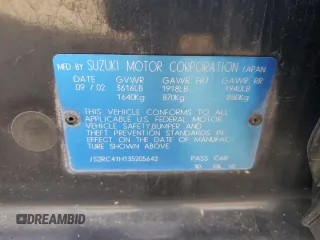 MFD BY SUZUKI MOTOR CORPORATION /JAPAN
DATE GVWR GAWR FRT GAWR RR
09 / 02 3616LB 1918LB 1940LB
1640KG 870KG 880KG
THIS VEHICLE CONFORMS TO ALL
APPLICABLE U.S. FEDERAL MOTOR
VEHICLE SAFETY,BUMPER AND
THEFT PREVENTION STANDARD IN
EFFECT ON THE DATE OF MANUFAC-
TURE SHOWN ABOVE
JS2RC41H135205642 PASS CAR
DREAMBID